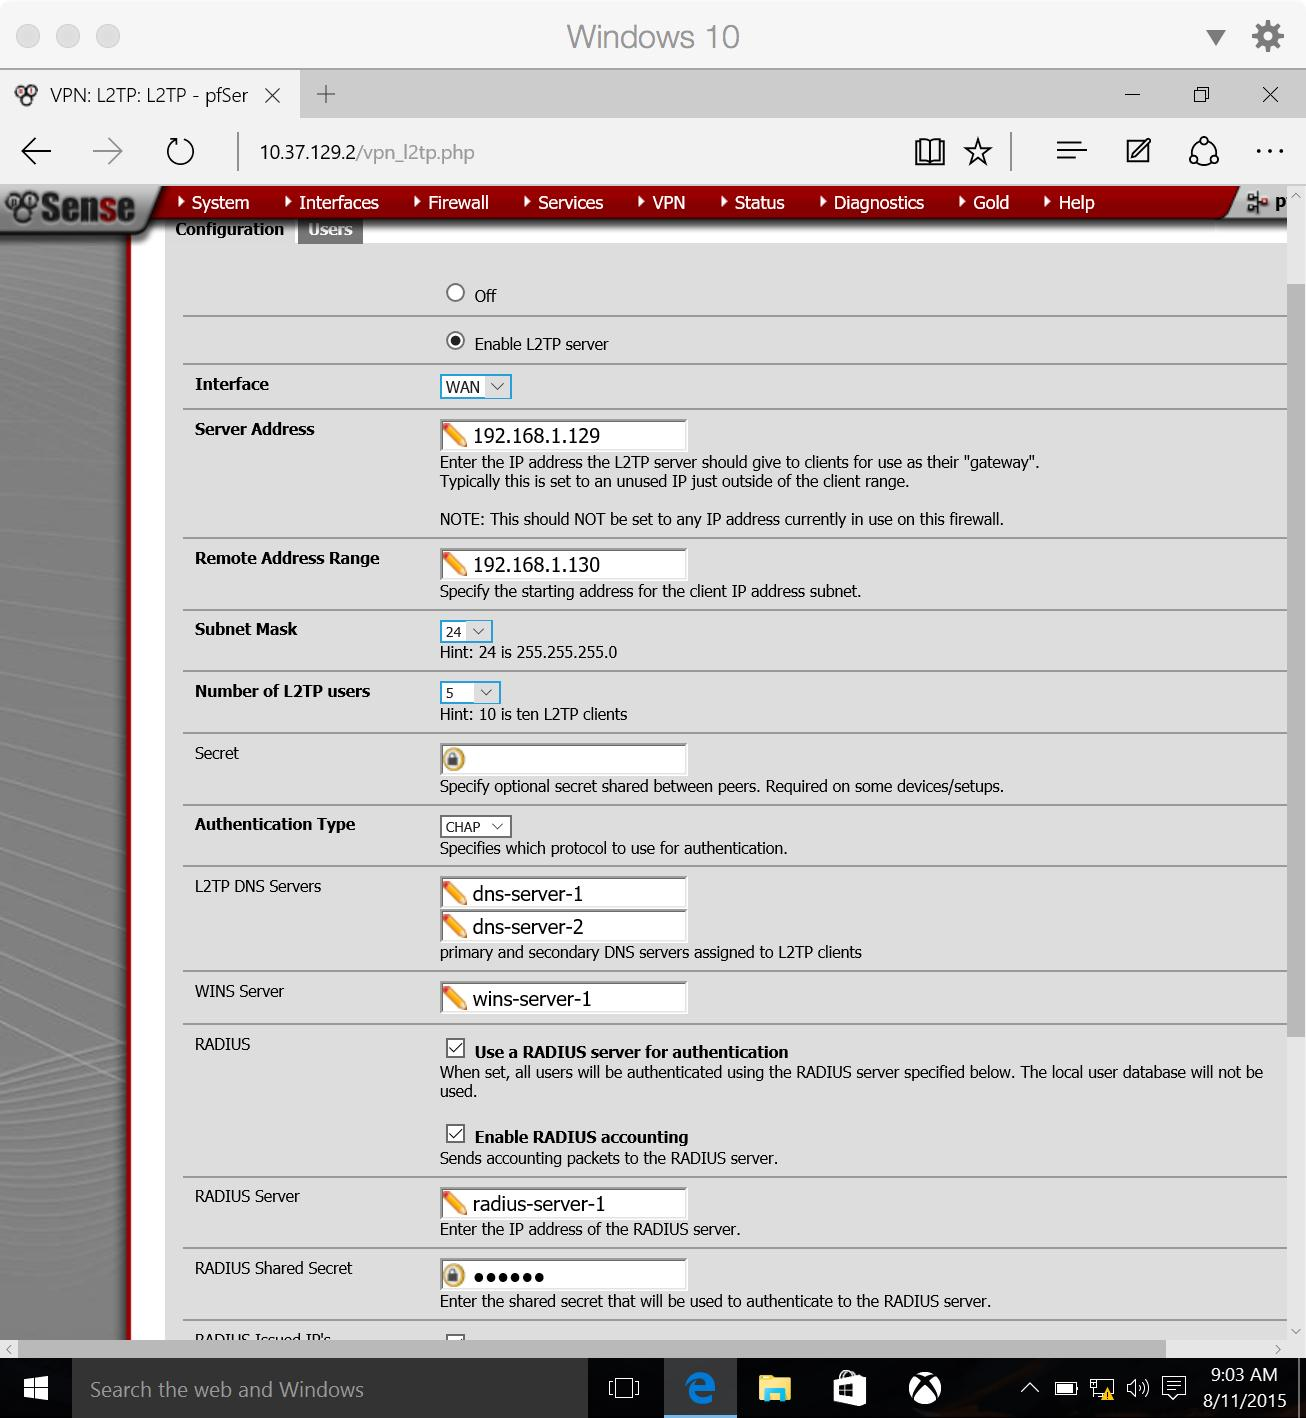 Windows 10
VPN: L2TP: L2TP - pfSer
10.37.129.2/vpn_l2tp.php
Sense
System Interfaces Firewall Services VPN Status Diagnostics Gold Help
Configuration Users
Off
Enable L2TP server
Interface WAN
Server Address 192.168.1.129
Enter the IP address the L2TP server should give to clients for use as their "gateway".
Typically this is set to an unused IP just outside of the client range.
NOTE: This should NOT be set to any IP address currently in use on this firewall.
Remote Address Range 192.168.1.130
Specify the starting address for the client IP address subnet.
Subnet Mask 24
Hint: 24 is 255.255.255.0
Number of L2TP users 5
Hint: 10 is ten L2TP clients
Secret
Specify optional secret shared between peers. Required on some devices/setups.
Authentication Type CHAP
Specifies which protocol to use for authentication.
L2TP DNS Servers dns-server-1
dns-server-2
primary and secondary DNS servers assigned to L2TP clients
WINS Server wins-server-1
RADIUS Use a RADIUS server for authentication
When set, all users will be authenticated using the RADIUS server specified below. The local user database will not be
used.
Enable RADIUS accounting
Sends accounting packets to the RADIUS server.
RADIUS Server radius-server-1
Enter the IP address of the RADIUS server.
RADIUS Shared Secret ••••••
Enter the shared secret that will be used to authenticate to the RADIUS server.
RADIUS Issued IP's
Search the web and Windows
9:03 AM
8/11/2015